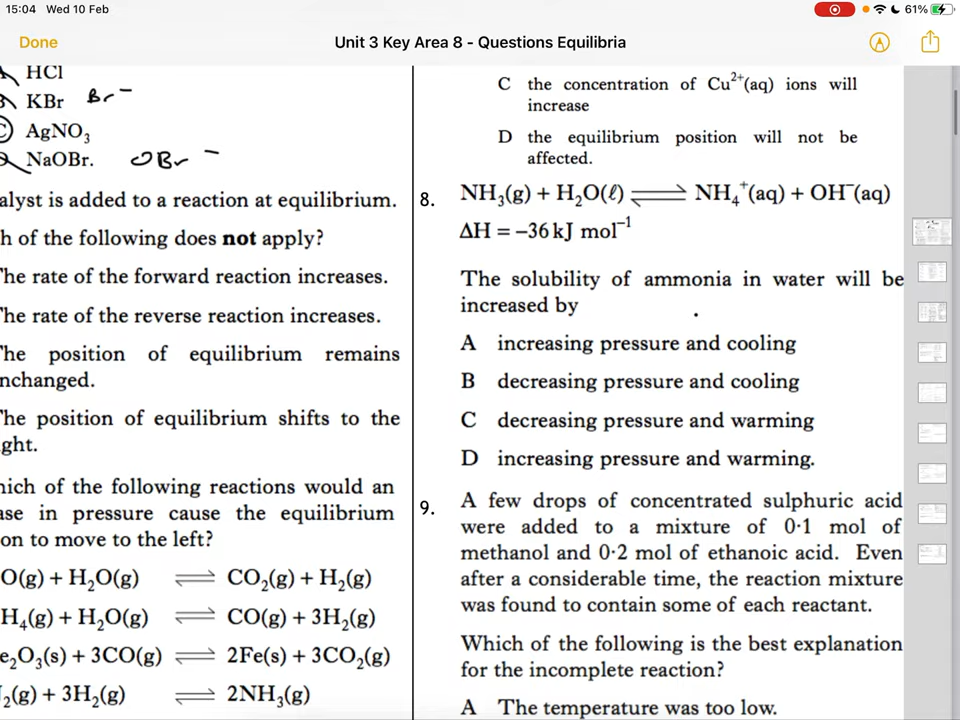 15:04 Wed 10 Feb
61%
Done
Unit 3 Key Area 8 - Questions Equilibria
HCl
KBr Br⁻
AgNO₃
NaOBr. OBr⁻
alyst is added to a reaction at equilibrium.
h of the following does not apply?
The rate of the forward reaction increases.
The rate of the reverse reaction increases.
The position of equilibrium remains
nchanged.
The position of equilibrium shifts to the
ght.
hich of the following reactions would an
ase in pressure cause the equilibrium
on to move to the left?
O(g) + H₂O(g) ⇌ CO₂(g) + H₂(g)
H₄(g) + H₂O(g) ⇌ CO(g) + 3H₂(g)
e₂O₃(s) + 3CO(g) ⇌ 2Fe(s) + 3CO₂(g)
₂(g) + 3H₂(g) ⇌ 2NH₃(g)
C the concentration of Cu²⁺(aq) ions will
increase
D the equilibrium position will not be
affected.
8. NH₃(g) + H₂O(ℓ) ⇌ NH₄⁺(aq) + OH⁻(aq)
ΔH = −36 kJ mol⁻¹
The solubility of ammonia in water will be
increased by
A increasing pressure and cooling
B decreasing pressure and cooling
C decreasing pressure and warming
D increasing pressure and warming.
9. A few drops of concentrated sulphuric acid
were added to a mixture of 0·1 mol of
methanol and 0·2 mol of ethanoic acid. Even
after a considerable time, the reaction mixture
was found to contain some of each reactant.
Which of the following is the best explanation
for the incomplete reaction?
A The temperature was too low.